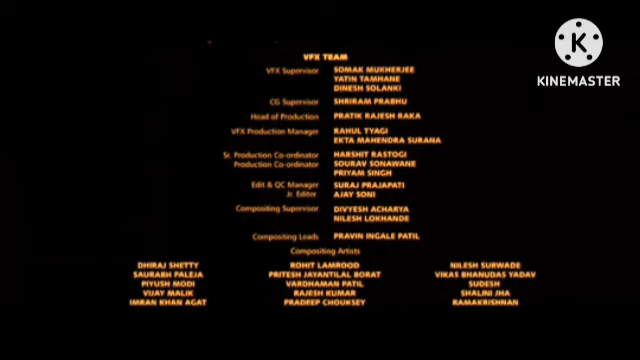 VFX TEAM
VFX Supervisor SOMAK MUKHERJEE
YATIN TAMHANE
DINESH SOLANKI
CG Supervisor SHRIRAM PRABHU
Head of Production PRATIK RAJESH RAKA
VFX Production Manager RAHUL TYAGI
EKTA MAHENDRA SURANA
Sr. Production Co-ordinator HARSHIT RASTOGI
Production Co-ordinator SOURAV SONAWANE
PRIYAM SINGH
Edit & QC Manager SURAJ PRAJAPATI
Jr. Editer AJAY SONI
Compositing Supervisor DIVYESH ACHARYA
NILESH LOKHANDE
Compositing Leads PRAVIN INGALE PATIL
Compositing Artists
DHIRAJ SHETTY ROHIT LAMROOD NILESH SURWADE
SAURABH PALEJA PRITESH JAYANTILAL BORAT VIKAS BHANUDAS YADAV
PIYUSH MODI VARDHAMAN PATIL SUDESH
VIJAY MALIK RAJESH KUMAR SHALINI JHA
IMRAN KHAN AGAT PRADEEP CHOUKSEY RAMAKRISHNAN
K
KINEMASTER